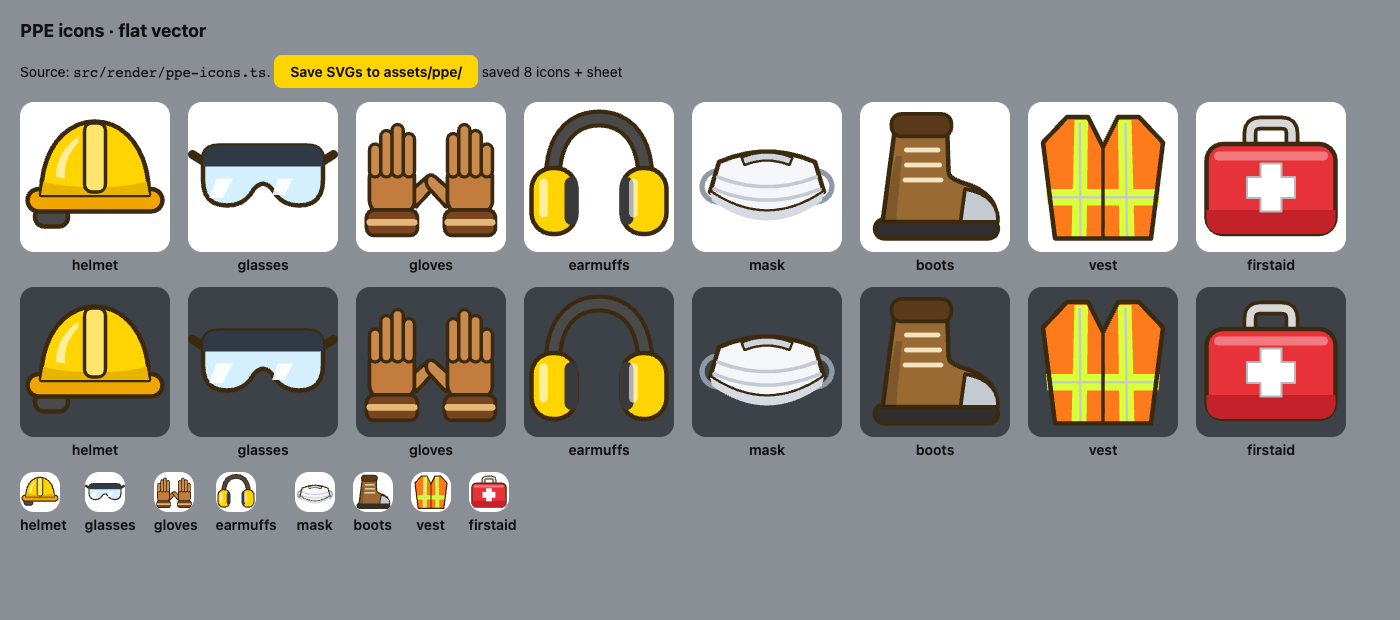 PPE icons · flat vector
Source: src/render/ppe-icons.ts. Save SVGs to assets/ppe/ saved 8 icons + sheet
helmet glasses gloves earmuffs mask boots vest firstaid
helmet glasses gloves earmuffs mask boots vest firstaid
helmet glasses gloves earmuffs mask boots vest firstaid